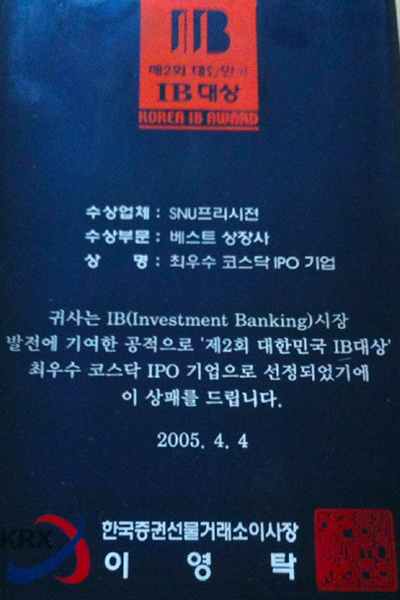 IB
제2회 대한민국
IB 대상
KOREA IB AWARD
수상업체 : SNU프리시젼
수상부문 : 베스트 상장사
상 명 : 최우수 코스닥 IPO 기업
귀사는 IB(Investment Banking)시장
발전에 기여한 공적으로 '제2회 대한민국 IB대상'
최우수 코스닥 IPO 기업으로 선정되었기에
이 상패를 드립니다.
2005. 4. 4
KRX
한국증권선물거래소이사장
이 영 탁